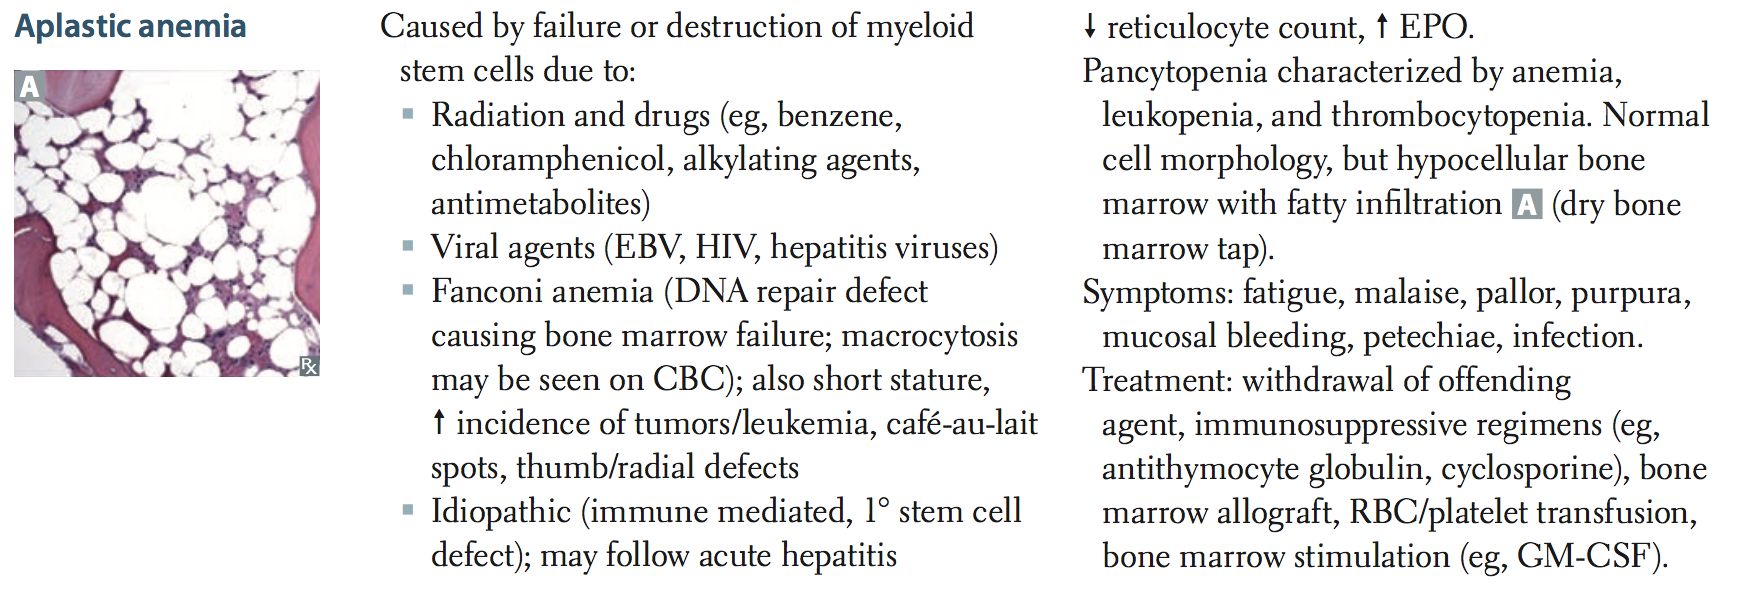 Aplastic anemia
A
Rx
Caused by failure or destruction of myeloid
stem cells due to:
▪ Radiation and drugs (eg, benzene,
chloramphenicol, alkylating agents,
antimetabolites)
▪ Viral agents (EBV, HIV, hepatitis viruses)
▪ Fanconi anemia (DNA repair defect
causing bone marrow failure; macrocytosis
may be seen on CBC); also short stature,
↑ incidence of tumors/leukemia, café-au-lait
spots, thumb/radial defects
▪ Idiopathic (immune mediated, 1° stem cell
defect); may follow acute hepatitis
↓ reticulocyte count, ↑ EPO.
Pancytopenia characterized by anemia,
leukopenia, and thrombocytopenia. Normal
cell morphology, but hypocellular bone
marrow with fatty infiltration A (dry bone
marrow tap).
Symptoms: fatigue, malaise, pallor, purpura,
mucosal bleeding, petechiae, infection.
Treatment: withdrawal of offending
agent, immunosuppressive regimens (eg,
antithymocyte globulin, cyclosporine), bone
marrow allograft, RBC/platelet transfusion,
bone marrow stimulation (eg, GM-CSF).